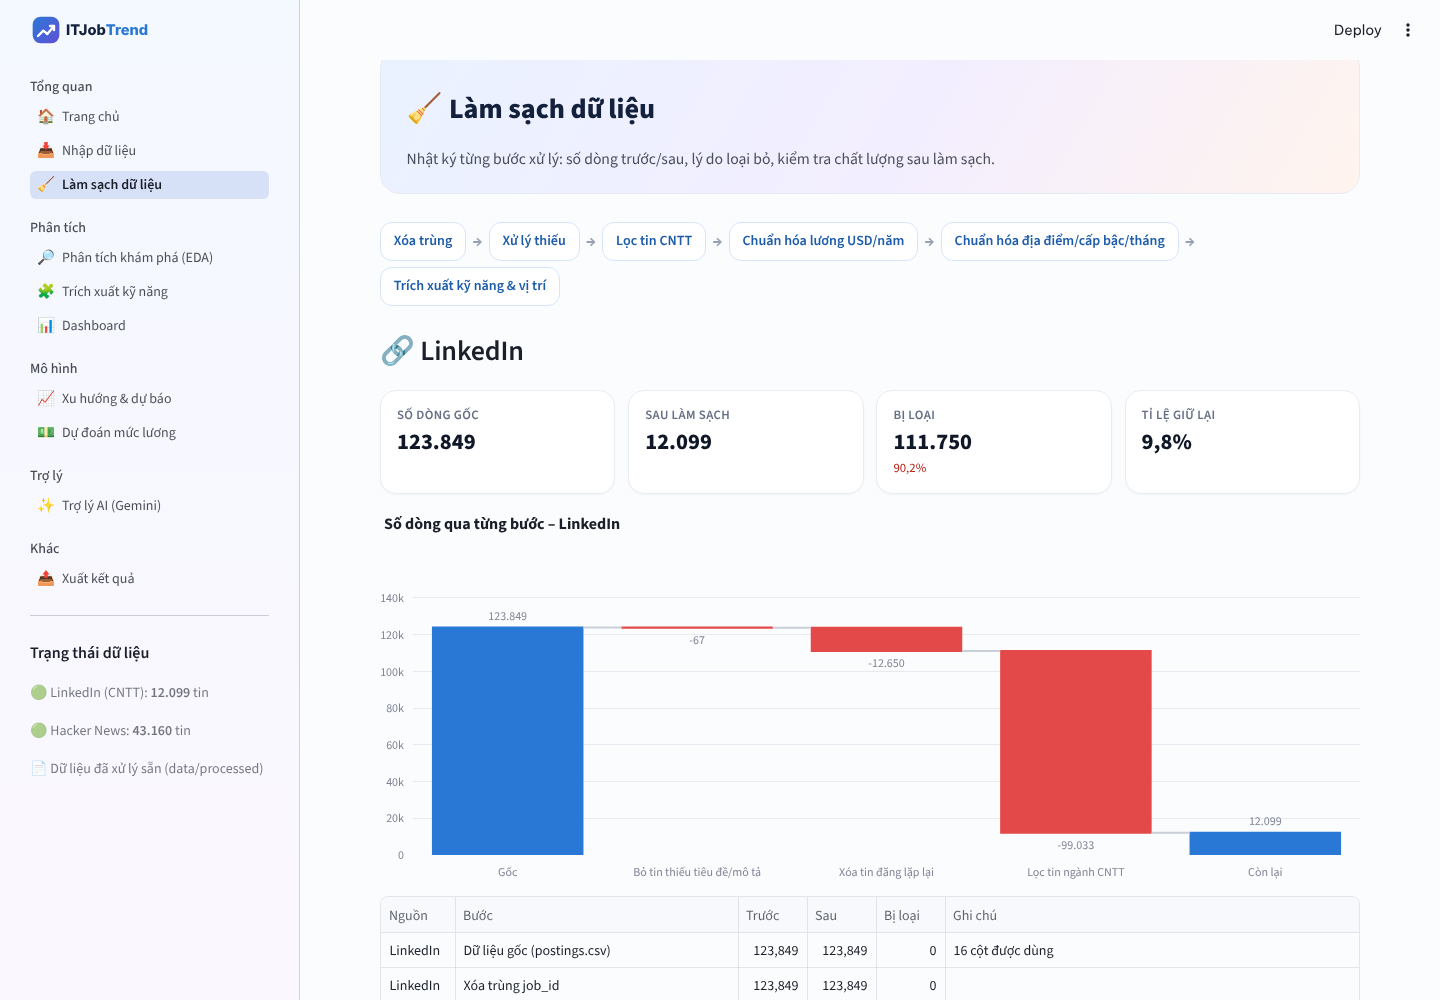 ITJobTrend
Deploy
Tổng quan
Trang chủ
Nhập dữ liệu
Làm sạch dữ liệu
Phân tích
Phân tích khám phá (EDA)
Trích xuất kỹ năng
Dashboard
Mô hình
Xu hướng & dự báo
Dự đoán mức lương
Trợ lý
Trợ lý AI (Gemini)
Khác
Xuất kết quả
Trạng thái dữ liệu
LinkedIn (CNTT): 12.099 tin
Hacker News: 43.160 tin
Dữ liệu đã xử lý sẵn (data/processed)
Làm sạch dữ liệu
Nhật ký từng bước xử lý: số dòng trước/sau, lý do loại bỏ, kiểm tra chất lượng sau làm sạch.
Xóa trùng → Xử lý thiếu → Lọc tin CNTT → Chuẩn hóa lương USD/năm → Chuẩn hóa địa điểm/cấp bậc/tháng →
Trích xuất kỹ năng & vị trí
LinkedIn
SỐ DÒNG GỐC
123.849
SAU LÀM SẠCH
12.099
BỊ LOẠI
111.750
90,2%
TỈ LỆ GIỮ LẠI
9,8%
Số dòng qua từng bước – LinkedIn
140k
120k
100k
80k
60k
40k
20k
0
123.849
-67
-12.650
-99.033
12.099
Gốc
Bỏ tin thiếu tiêu đề/mô tả
Xóa tin đăng lặp lại
Lọc tin ngành CNTT
Còn lại
Nguồn Bước Trước Sau Bị loại Ghi chú
LinkedIn Dữ liệu gốc (postings.csv) 123,849 123,849 0 16 cột được dùng
LinkedIn Xóa trùng job_id 123,849 123,849 0